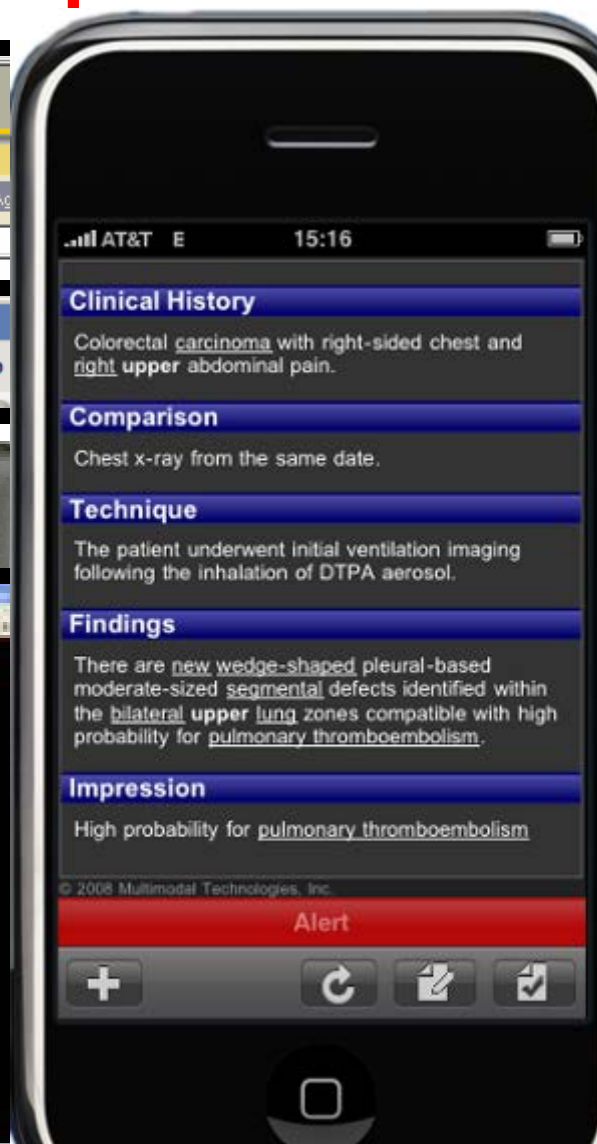 AT&T E 15:16
Clinical History
Colorectal carcinoma with right-sided chest and
right upper abdominal pain.
Comparison
Chest x-ray from the same date.
Technique
The patient underwent initial ventilation imaging
following the inhalation of DTPA aerosol.
Findings
There are new wedge-shaped pleural-based
moderate-sized segmental defects identified within
the bilateral upper lung zones compatible with high
probability for pulmonary thromboembolism.
Impression
High probability for pulmonary thromboembolism
© 2008 Multimodal Technologies, Inc.
Alert